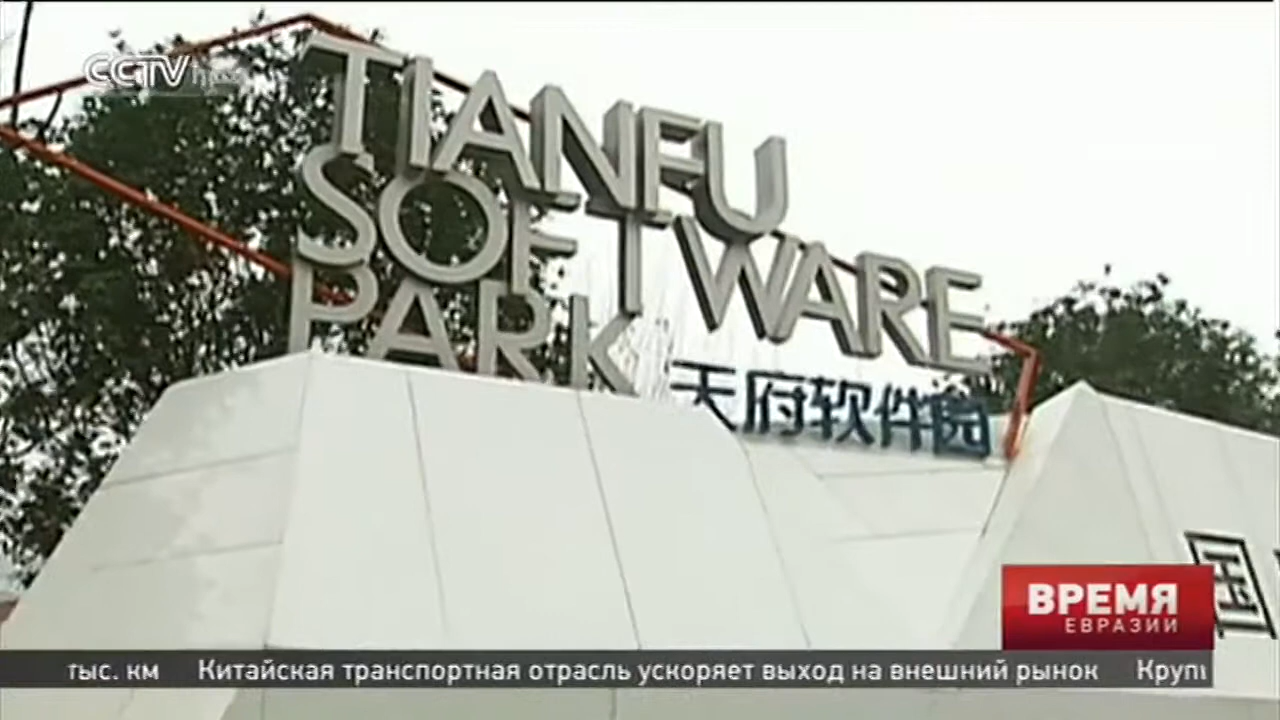 CCTV
TIANFU
SOFTWARE
PARK
天府软件园
国
ВРЕМЯ
ЕВРАЗИИ
тыс. км Китайская транспортная отрасль ускоряет выход на внешний рынок